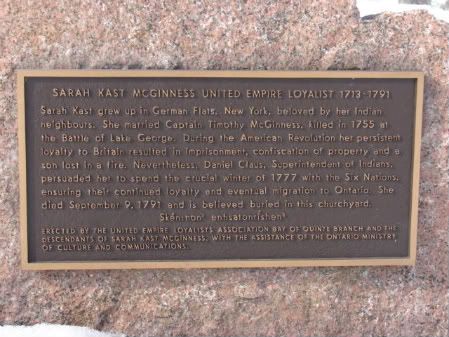 SARAH KAST MCGINNESS UNITED EMPIRE LOYALIST 1713-1791
Sarah Kast grew up in German Flats, New York, beloved by her Indian
neighbours. She married Captain Timothy McGinness, killed in 1755 at
the Battle of Lake George. During the American Revolution her persistent
loyalty to Britain resulted in imprisonment, confiscation of property and a
son lost in a fire. Nevertheless, Daniel Claus, Superintendent of Indians,
persuaded her to spend the crucial winter of 1777 with the Six Nations,
ensuring their continued loyalty and eventual migration to Ontario. She
died September 9, 1791 and is believed buried in this churchyard.
ERECTED BY THE UNITED EMPIRE LOYALISTS ASSOCIATION BAY OF QUINTE BRANCH AND THE
DESCENDANTS OF SARAH KAST MCGINNESS, WITH THE ASSISTANCE OF THE ONTARIO MINISTRY
OF CULTURE AND COMMUNICATIONS.